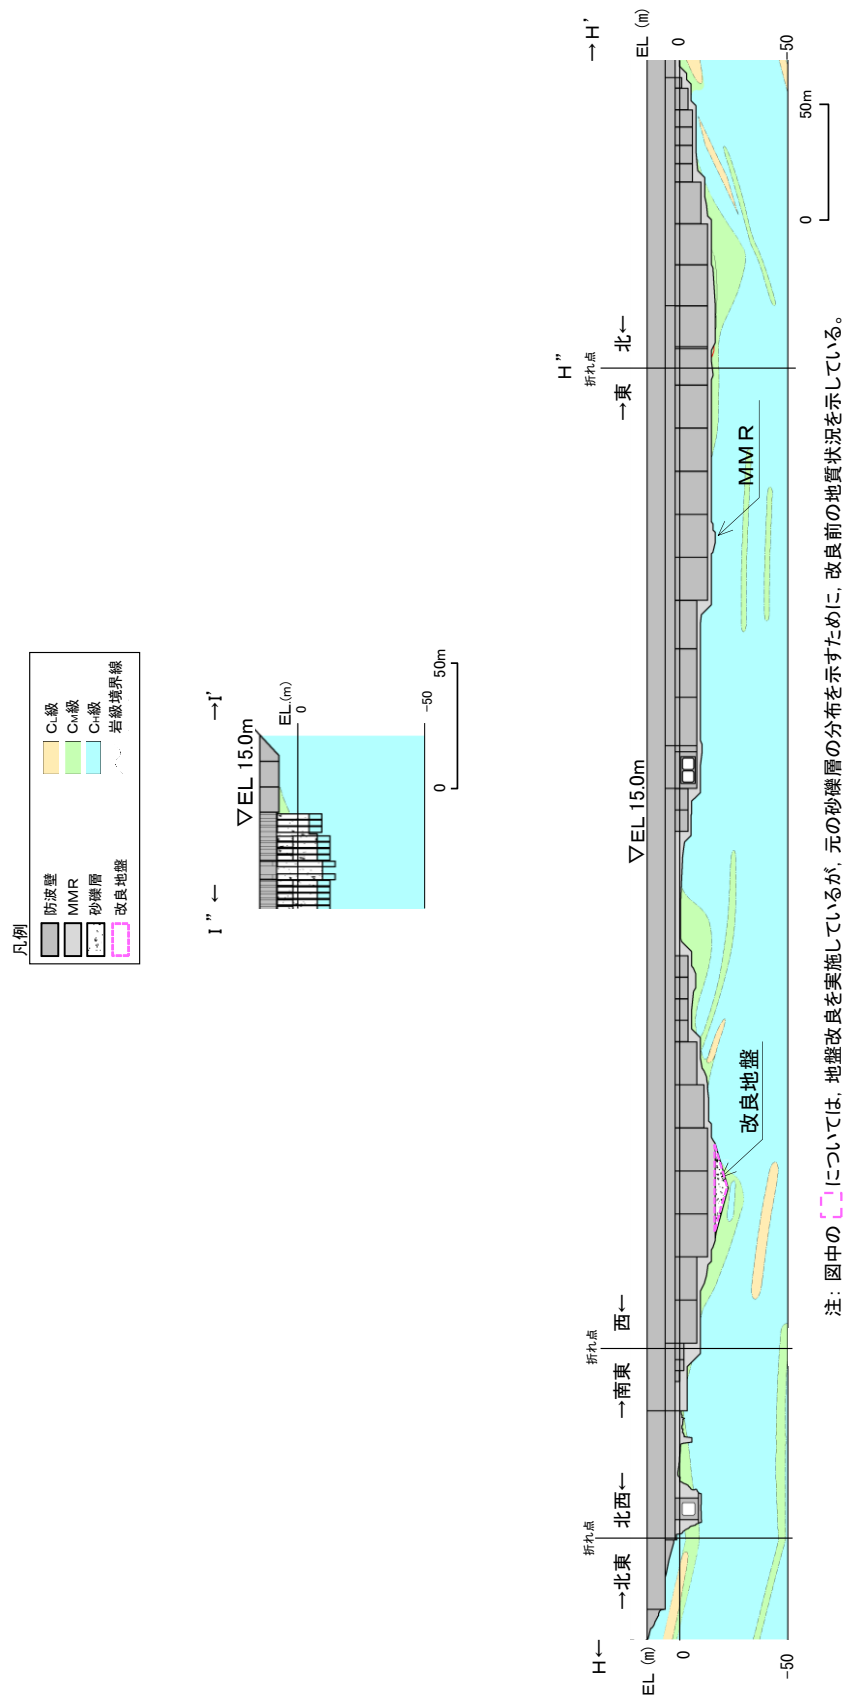 凡例
防波壁
MMR
砂礫層
改良地盤
CL級
CM級
CH級
岩級境界線
I” ←
→I’
▽EL 15.0m
EL.(m)
0
-50
0 50m
H←
→H’
EL (m)
0
-50
→北東
折れ点
北西←
→南東
折れ点
西←
▽EL 15.0m
H”
折れ点
→東
北←
EL (m)
0
-50
改良地盤
MMR
0 50m
注: 図中の については, 地盤改良を実施しているが, 元の砂礫層の分布を示すために, 改良前の地質状況を示している。